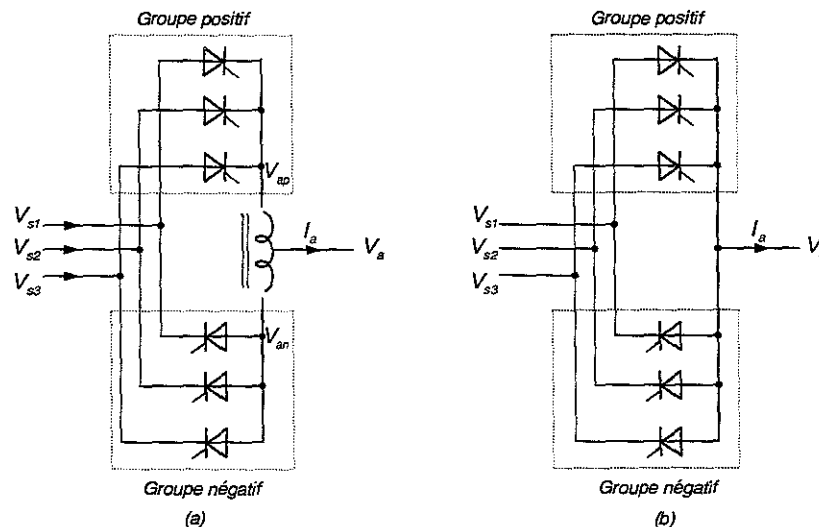 Groupe positif
V_ap
V_s1
V_s2
V_s3
I_a
V_a
V_an
Groupe négatif
(a)
Groupe positif
V_s1
V_s2
V_s3
I_a
V
Groupe négatif
(b)